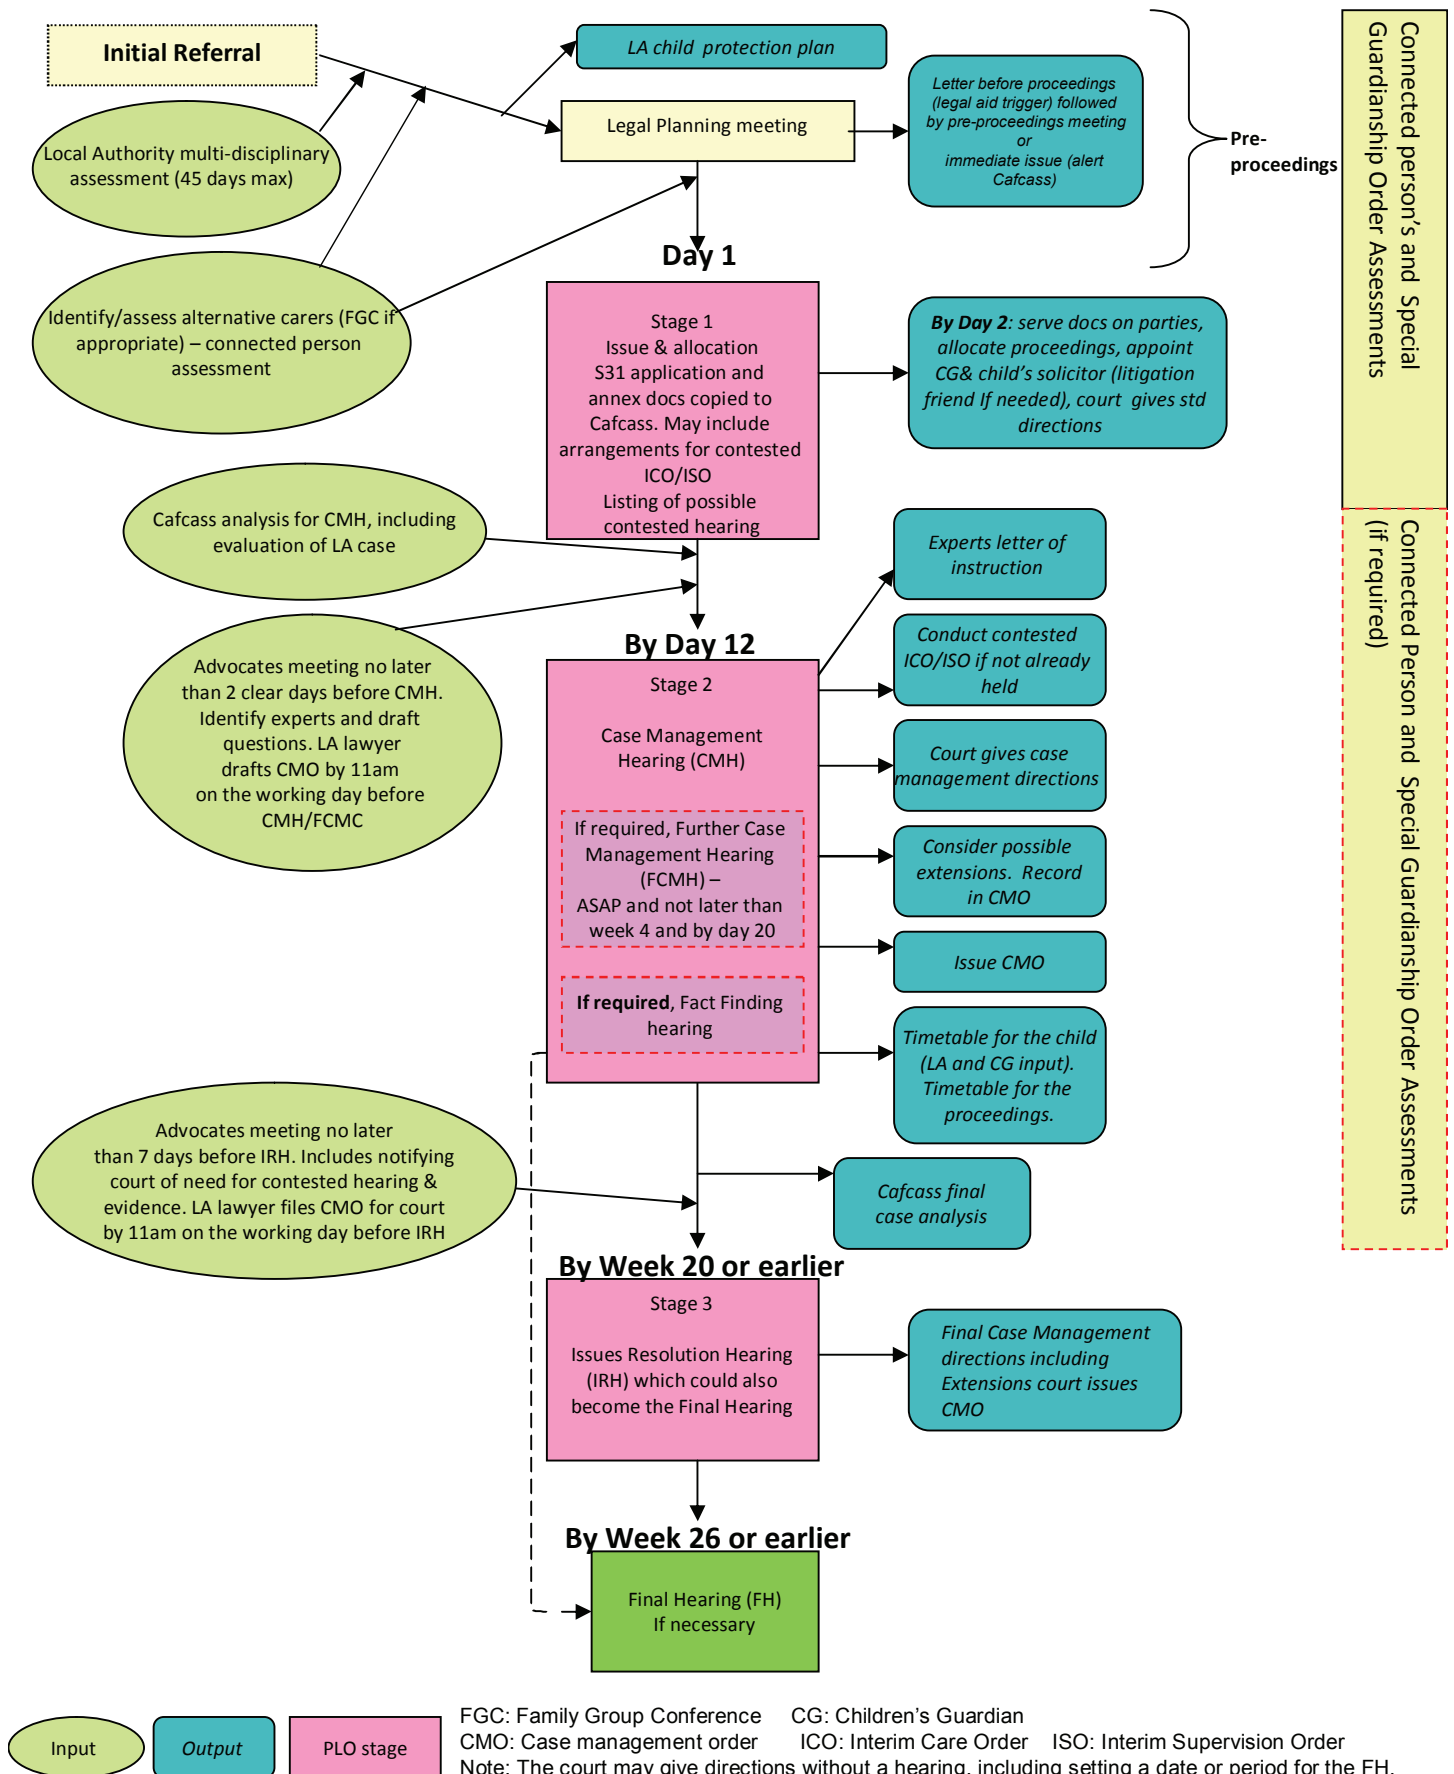 Initial Referral
LA child  protection plan
Legal Planning meeting
Letter before proceedings
(legal aid trigger) followed
by pre-proceedings meeting
or
immediate issue (alert
Cafcass)
Pre-
proceedings
Connected person's and  Special
Guardianship Order Assessments
Local Authority multi-disciplinary
assessment (45 days max)
Identify/assess alternative carers (FGC if
appropriate) – connected person
assessment
Day 1
Stage 1
Issue & allocation
S31 application and
annex docs copied to
Cafcass. May include
arrangements for contested
ICO/ISO
Listing of possible
contested hearing
By Day 2: serve docs on parties,
allocate proceedings, appoint
CG& child's solicitor (litigation
friend If needed), court  gives std
directions
Cafcass analysis for CMH, including
evaluation of LA case
Advocates meeting no later
than 2 clear days before CMH.
Identify experts and draft
questions. LA lawyer
drafts CMO by 11am
on the working day before
CMH/FCMC
By Day 12
Stage 2
Case Management
Hearing (CMH)
If required, Further Case
Management Hearing
(FCMH) –
ASAP and not later than
week 4 and by day 20
If required, Fact Finding
hearing
Experts letter of
instruction
Conduct contested
ICO/ISO if not already
held
Court gives case
management directions
Consider possible
extensions.  Record
in CMO
Issue CMO
Timetable for the child
(LA and CG input).
Timetable for the
proceedings.
Connected Person and  Special Guardianship Order Assessments
(if required)
Advocates meeting no later
than 7 days before IRH. Includes notifying
court of need for contested hearing &
evidence. LA lawyer files CMO for court
by 11am on the working day before IRH
Cafcass final
case analysis
By Week 20 or earlier
Stage 3
Issues Resolution Hearing
(IRH) which could also
become the Final Hearing
Final Case Management
directions including
Extensions court issues
CMO
By Week 26 or earlier
Final Hearing (FH)
If necessary
Input
Output
PLO stage
FGC: Family Group Conference     CG: Children's Guardian
CMO: Case management order     ICO: Interim Care Order   ISO: Interim Supervision Order
Note: The court may give directions without a hearing, including setting a date or period for the FH.